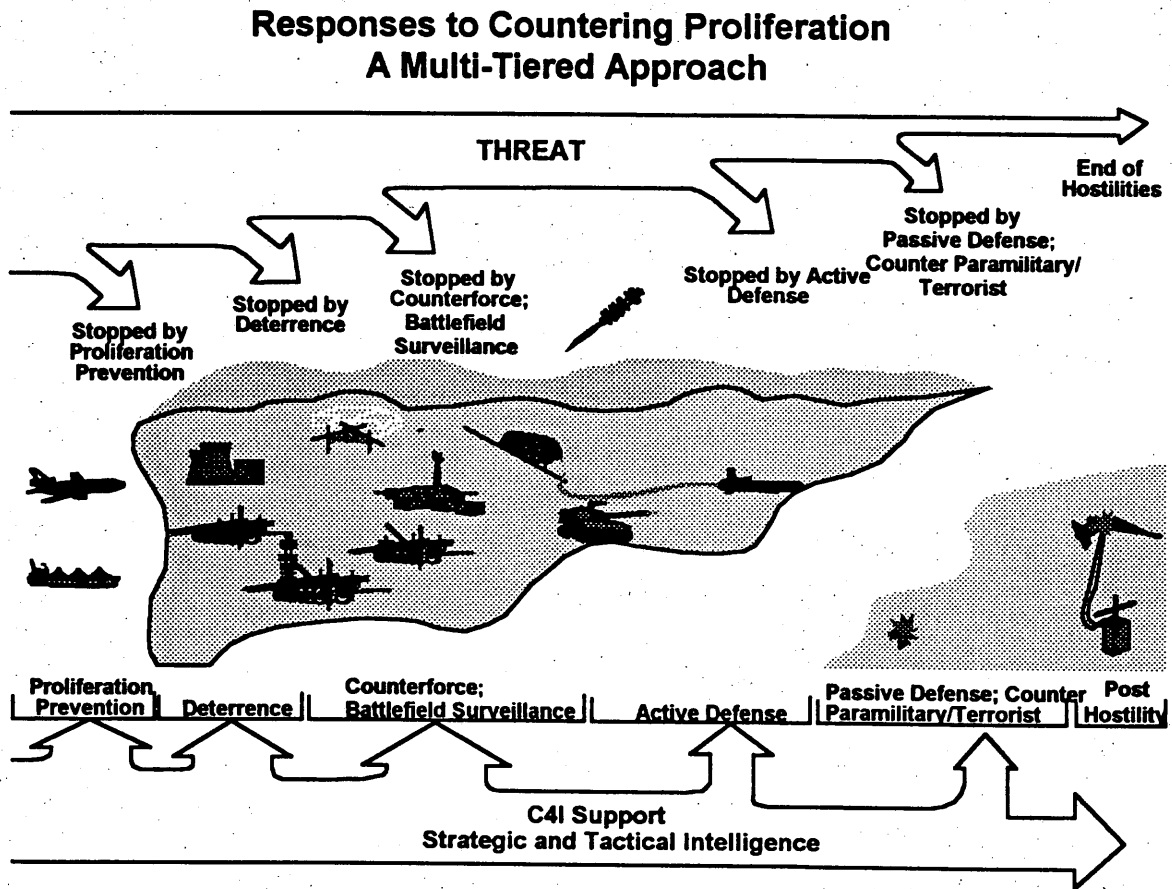 Responses to Countering Proliferation
A Multi-Tiered Approach
THREAT
End of
Hostilities
Stopped by
Passive Defense;
Counter Paramilitary/
Terrorist
Stopped by Active
Defense
Stopped by
Counterforce;
Battlefield
Surveillance
Stopped by
Deterrence
Stopped by
Proliferation
Prevention
Proliferation
Prevention
Deterrence
Counterforce;
Battlefield Surveillance
Active Defense
Passive Defense; Counter
Paramilitary/Terrorist
Post
Hostility
C4I Support
Strategic and Tactical Intelligence